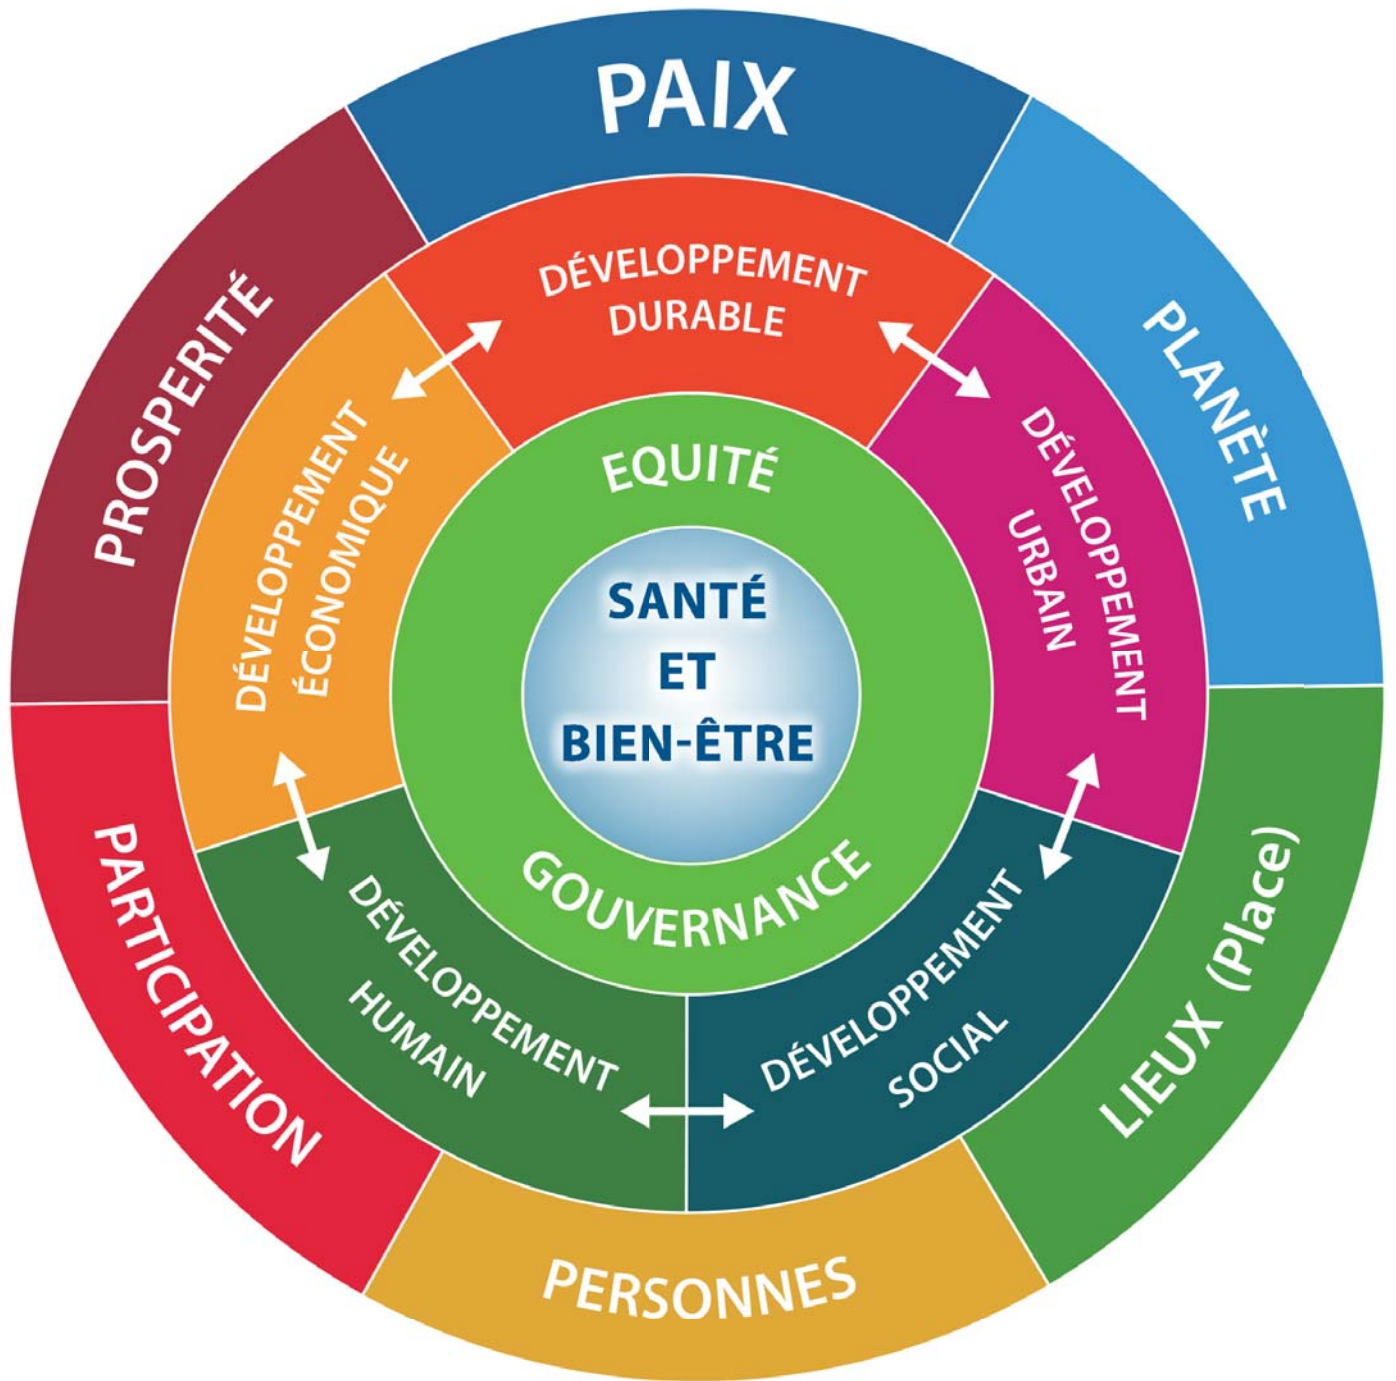 PAIX
PLANÈTE
LIEUX (Place)
PERSONNES
PARTICIPATION
PROSPERITÉ
DÉVELOPPEMENT
DURABLE
DÉVELOPPEMENT
URBAIN
DÉVELOPPEMENT
SOCIAL
DÉVELOPPEMENT
HUMAIN
DÉVELOPPEMENT
ÉCONOMIQUE
EQUITÉ
GOUVERNANCE
SANTÉ
ET
BIEN-ÊTRE